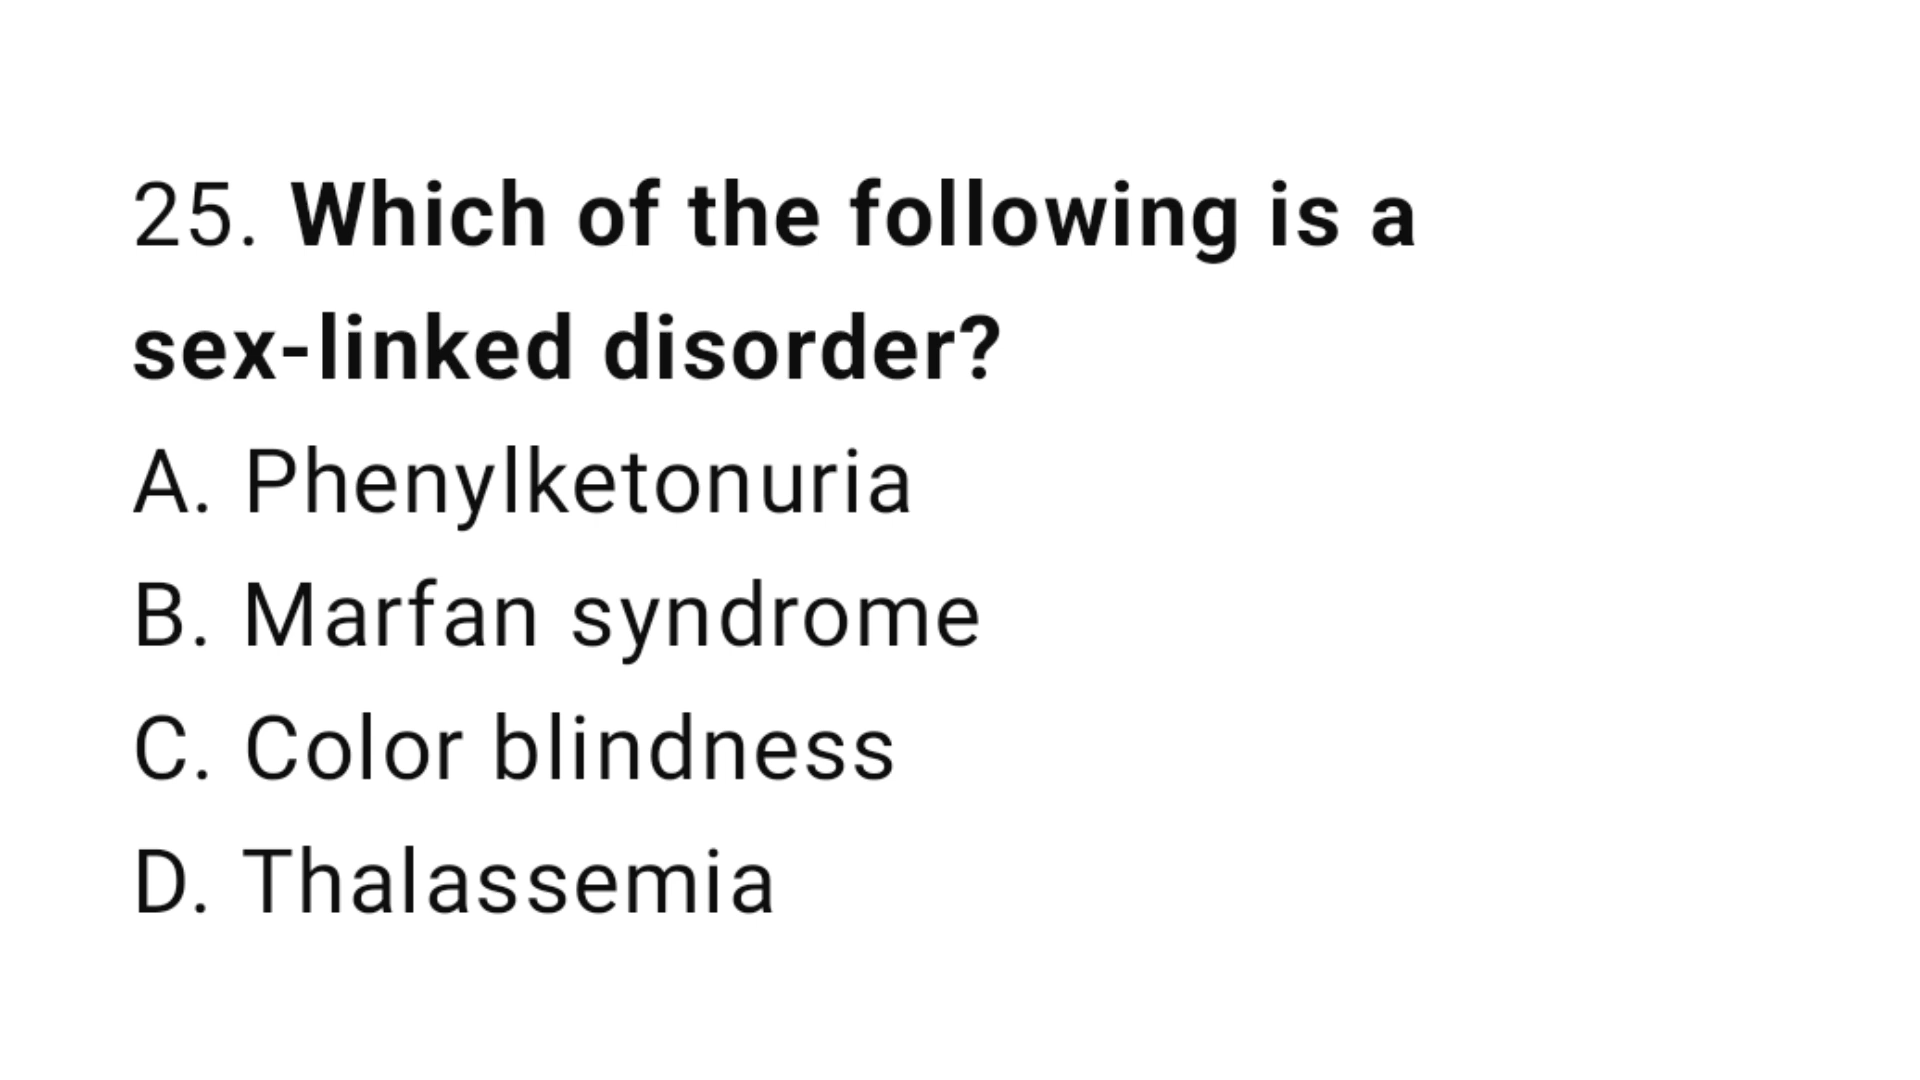 25. Which of the following is a
sex-linked disorder?
A. Phenylketonuria
B. Marfan syndrome
C. Color blindness
D. Thalassemia